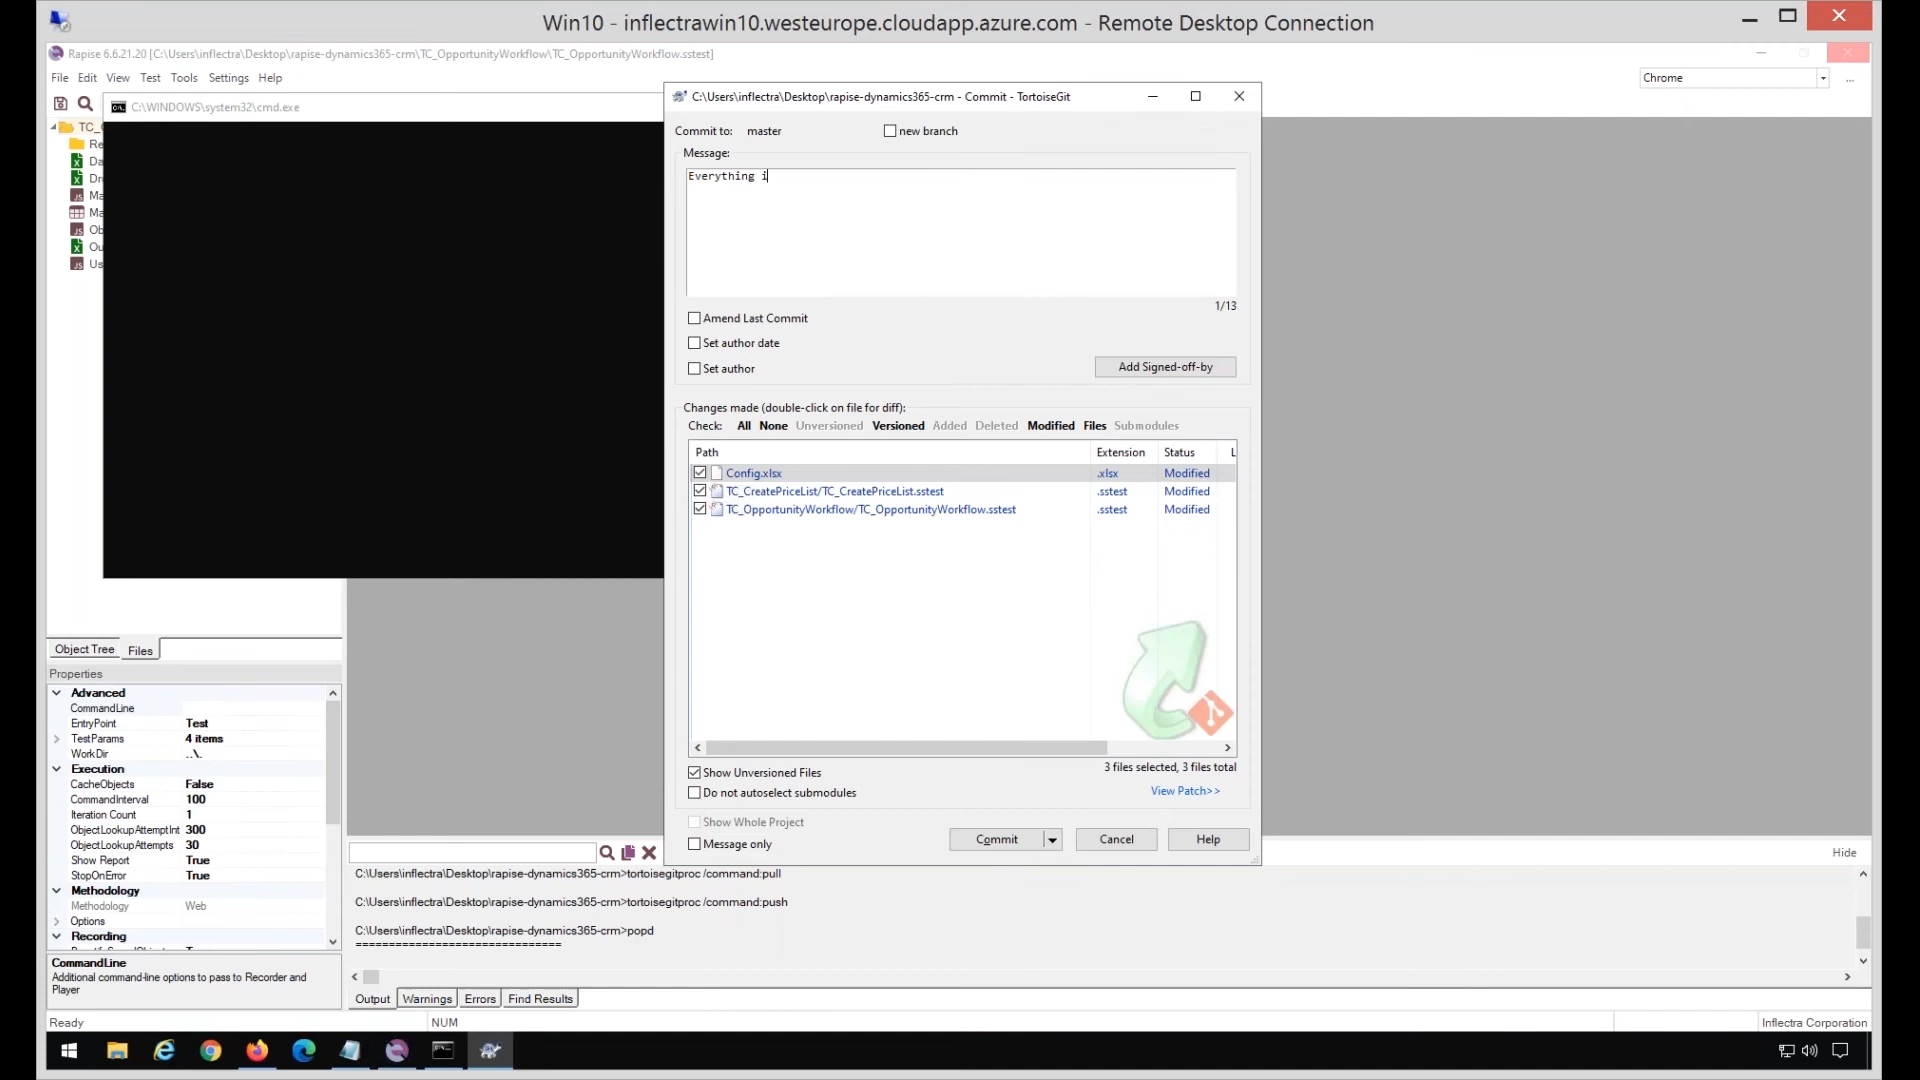 Win10 - inflectrawin10.westeurope.cloudapp.azure.com - Remote Desktop Connection
Rapise 6.6.21.20 [C:\Users\inflectra\Desktop\rapise-dynamics365-crm\TC_OpportunityWorkflow\TC_OpportunityWorkflow.sstest]
File Edit View Test Tools Settings Help
Chrome
...
C:\WINDOWS\system32\cmd.exe
C:\Users\inflectra\Desktop\rapise-dynamics365-crm - Commit - TortoiseGit
Commit to: master
new branch
Message:
Everything i
1/13
Amend Last Commit
Set author date
Set author
Add Signed-off-by
Changes made (double-click on file for diff):
Check: All None Unversioned Versioned Added Deleted Modified Files Submodules
Path Extension Status L
Config.xlsx .xlsx Modified
TC_CreatePriceList/TC_CreatePriceList.sstest .sstest Modified
TC_OpportunityWorkflow/TC_OpportunityWorkflow.sstest .sstest Modified
Show Unversioned Files
3 files selected, 3 files total
Do not autoselect submodules
View Patch>>
Show Whole Project
Message only
Commit Cancel Help
Hide
Object Tree Files
Properties
Advanced
CommandLine
EntryPoint Test
TestParams 4 items
WorkDir ..\.
Execution
CacheObjects False
CommandInterval 100
Iteration Count 1
ObjectLookupAttemptInt 300
ObjectLookupAttempts 30
Show Report True
StopOnError True
Methodology
Methodology Web
Options
Recording
CommandLine
Additional command-line options to pass to Recorder and
Player
C:\Users\inflectra\Desktop\rapise-dynamics365-crm>tortoisegitproc /command:pull
C:\Users\inflectra\Desktop\rapise-dynamics365-crm>tortoisegitproc /command:push
C:\Users\inflectra\Desktop\rapise-dynamics365-crm>popd
==============================
Output Warnings Errors Find Results
Ready
NUM
Inflectra Corporation